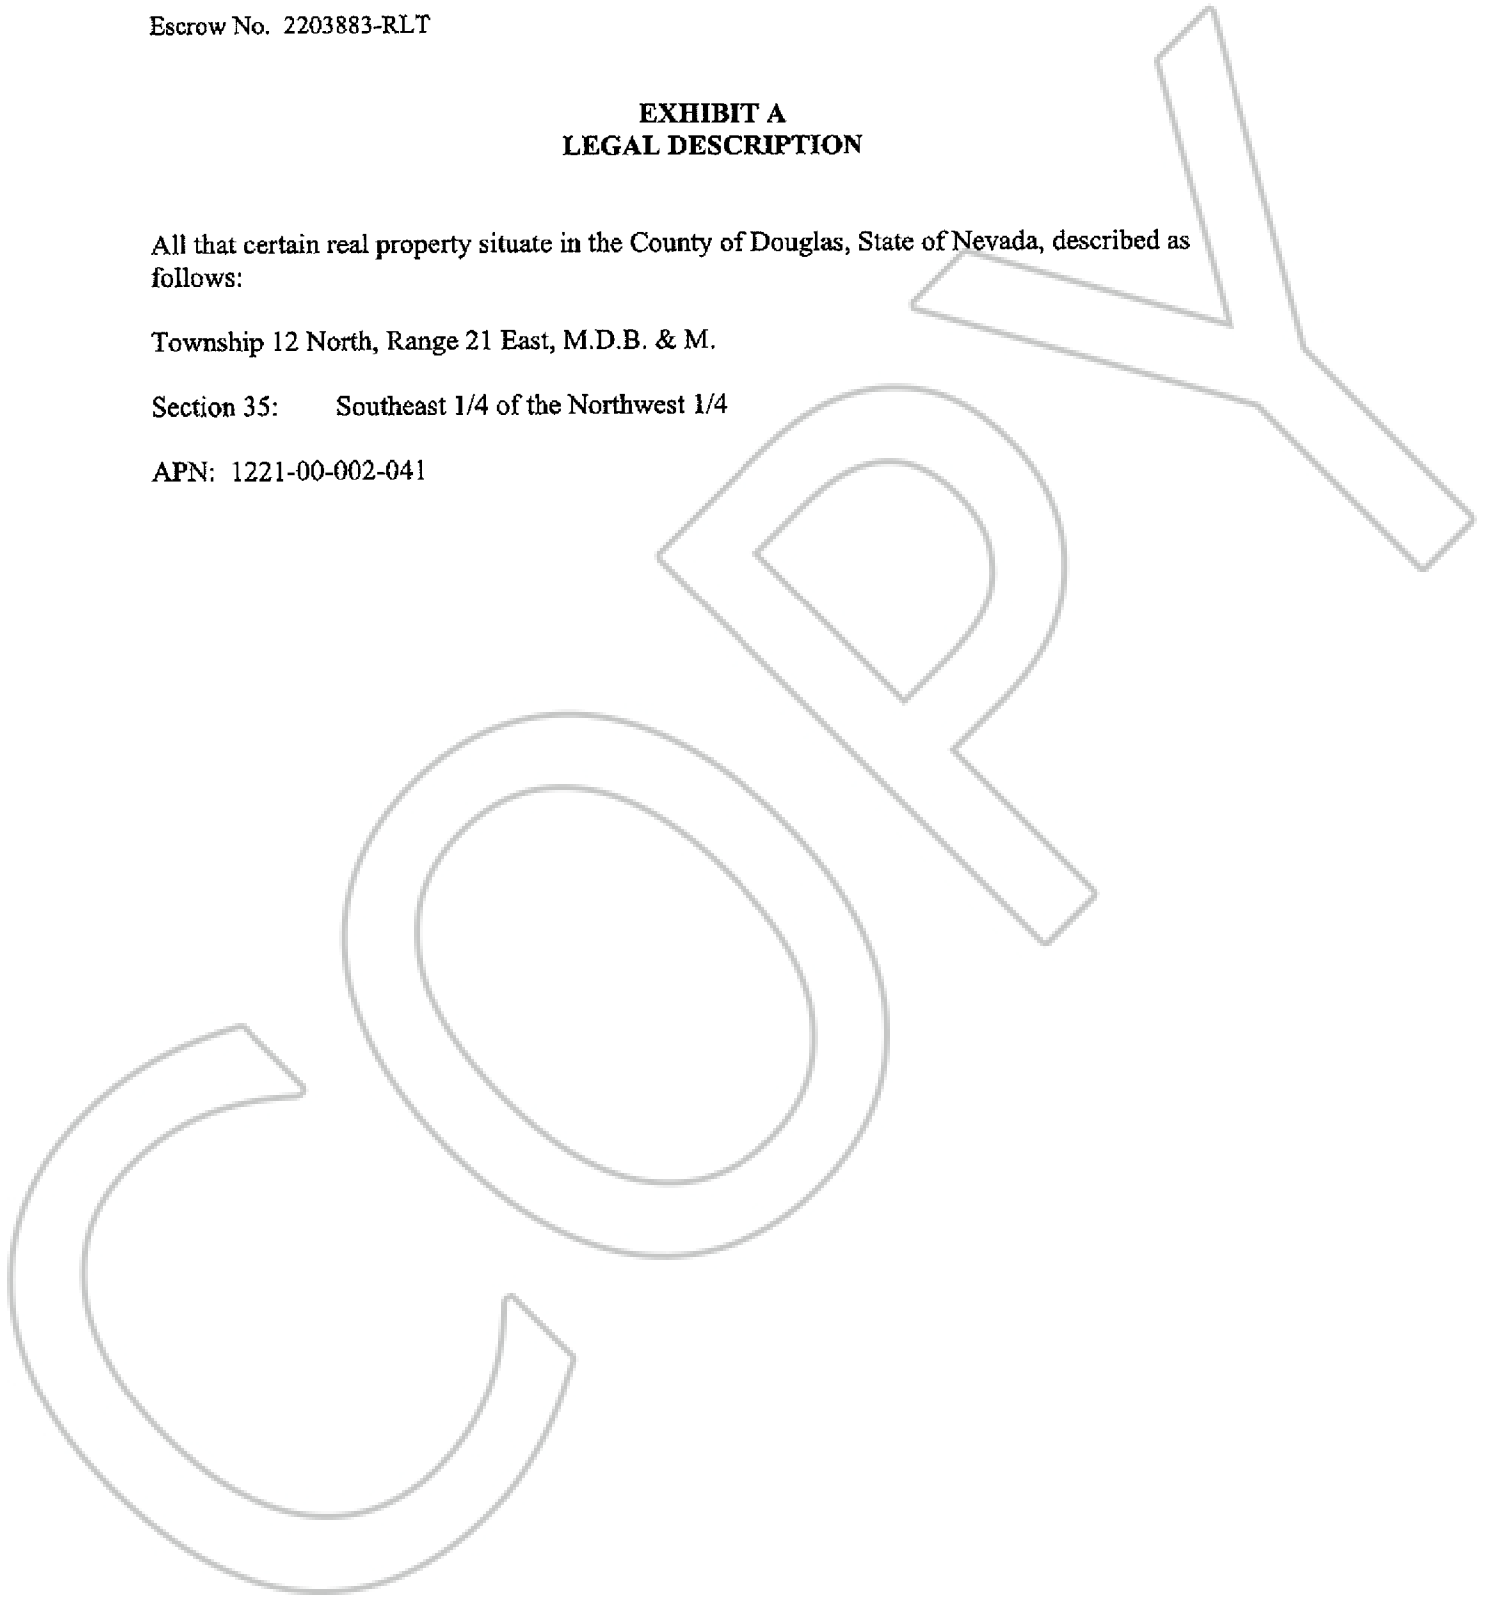 Escrow No. 2203883-RLT
EXHIBIT A
LEGAL DESCRIPTION
All that certain real property situate in the County of Douglas, State of Nevada, described as
follows:
Township 12 North, Range 21 East, M.D.B. & M.
Section 35: Southeast 1/4 of the Northwest 1/4
APN: 1221-00-002-041
COPY